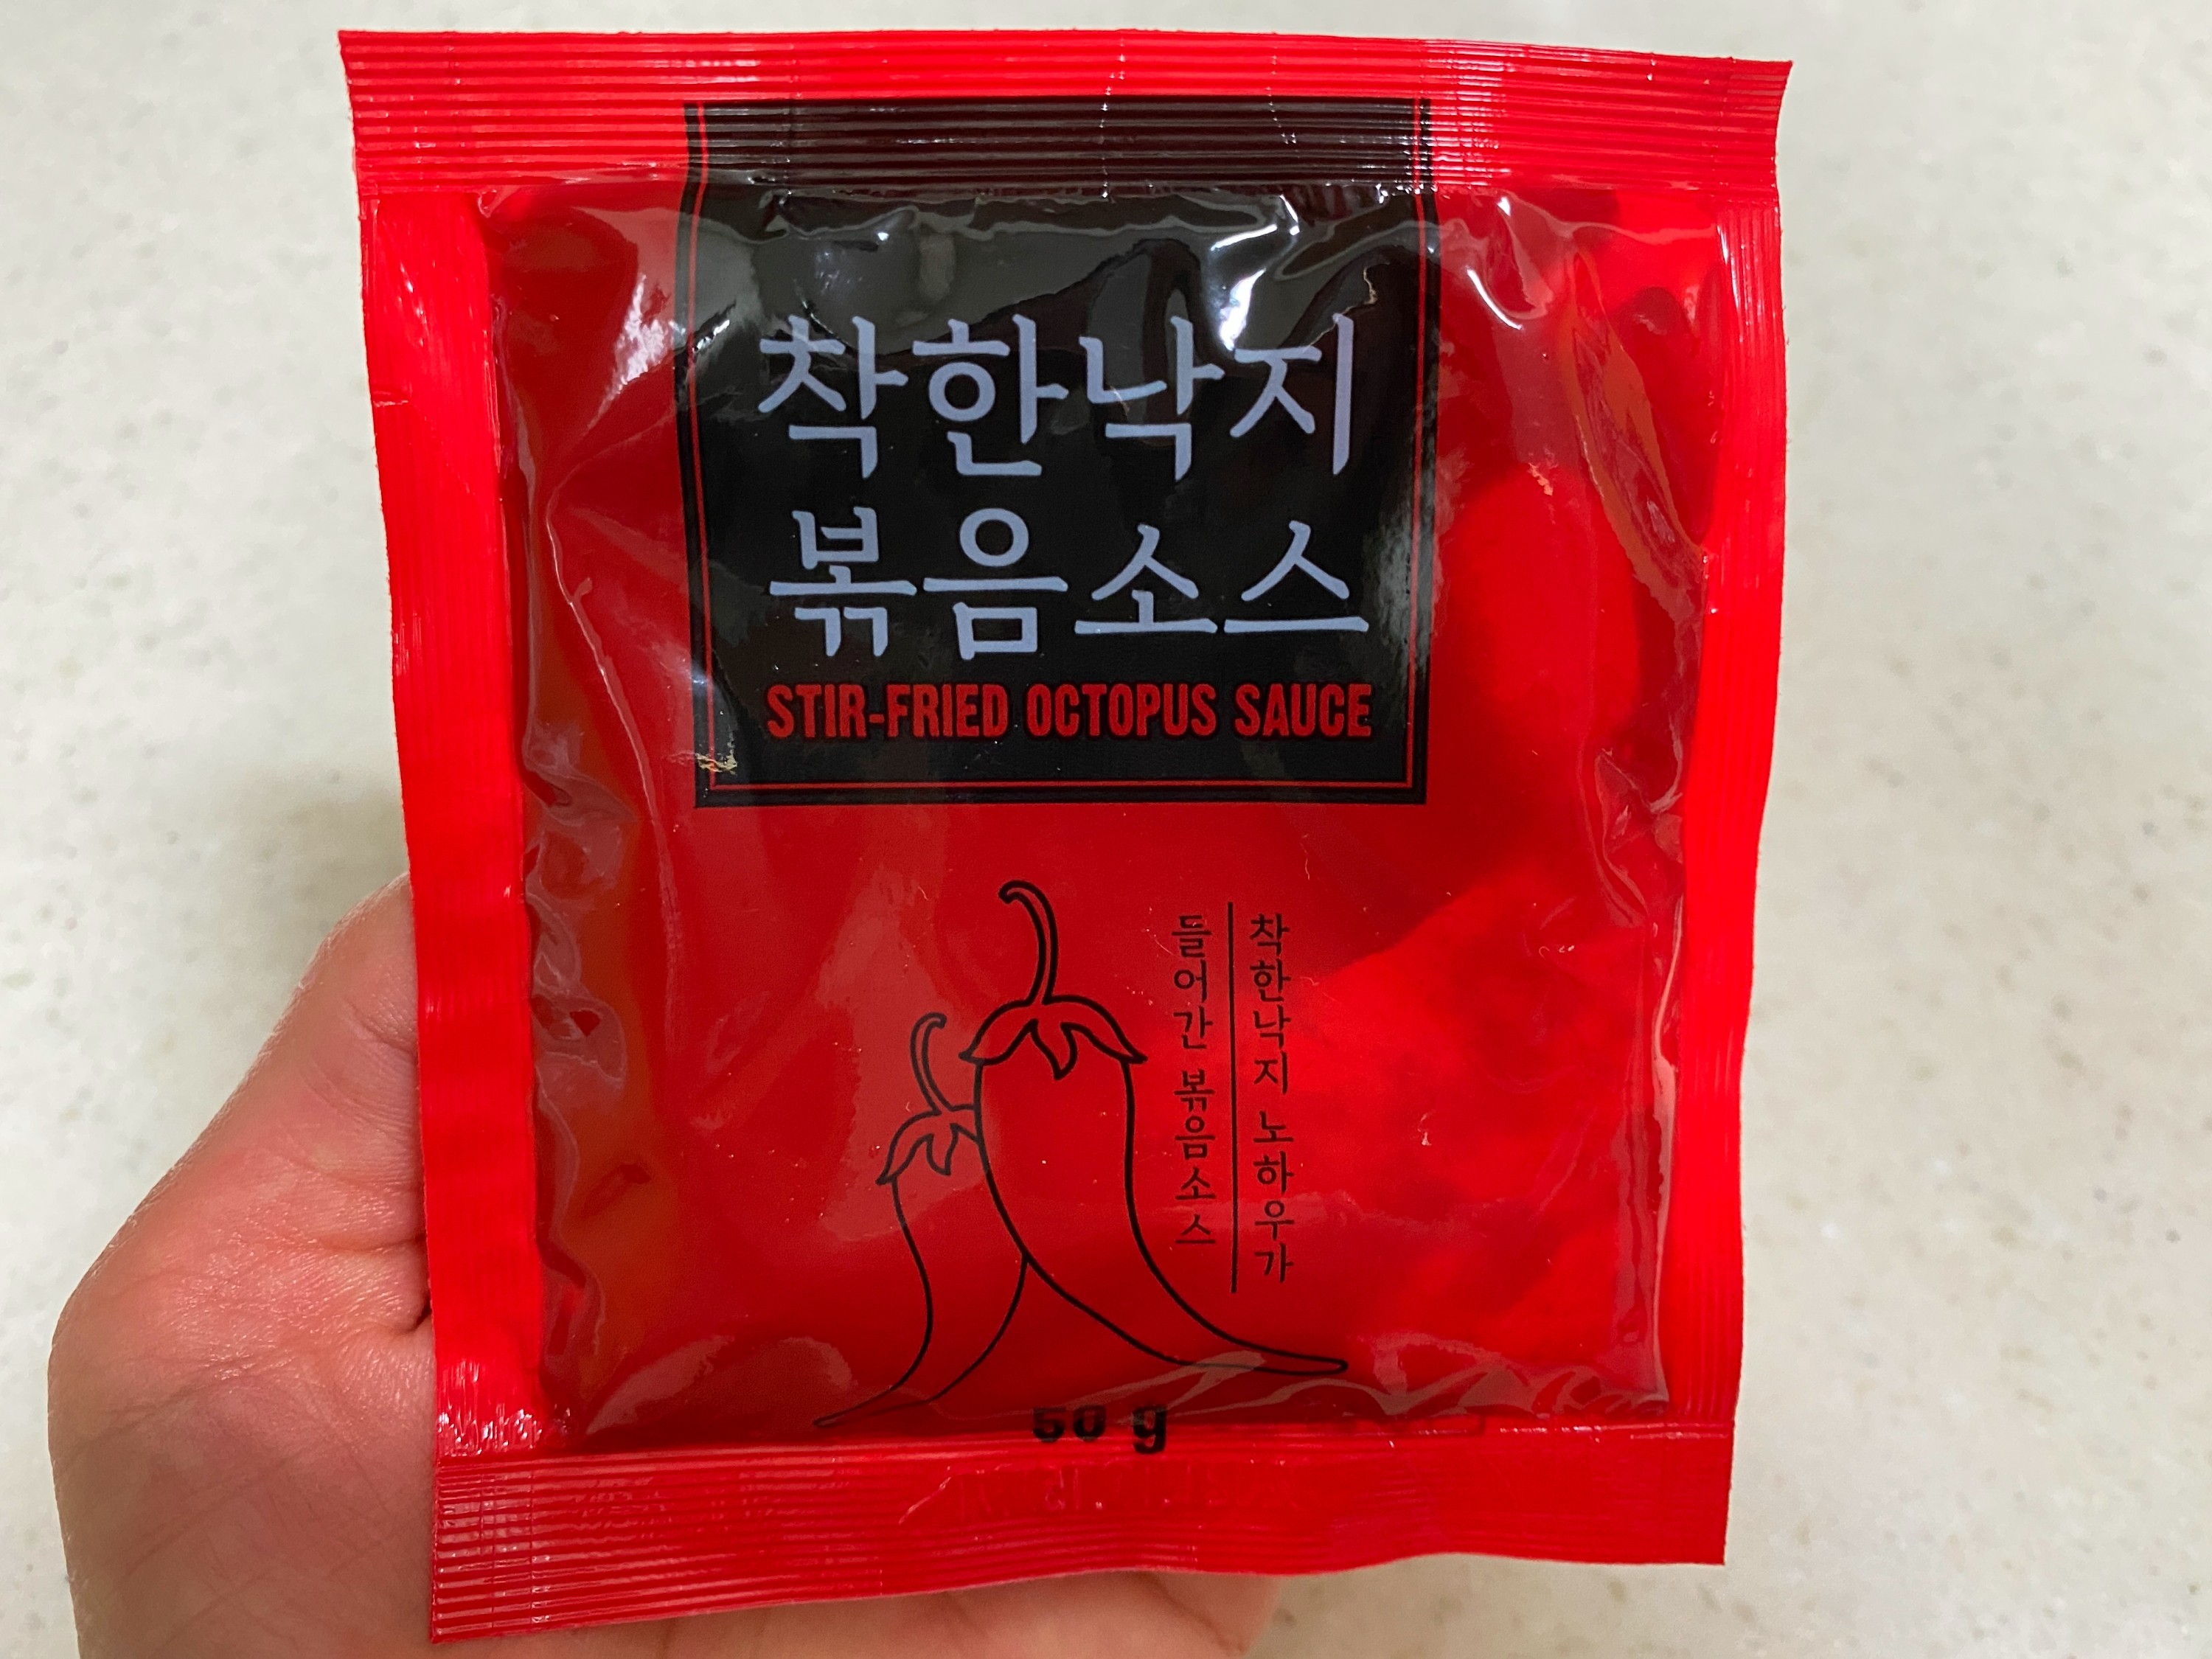 착한낙지
볶음소스
STIR-FRIED OCTOPUS SAUCE
착한낙지 노하우가
들어간 볶음소스
50 g